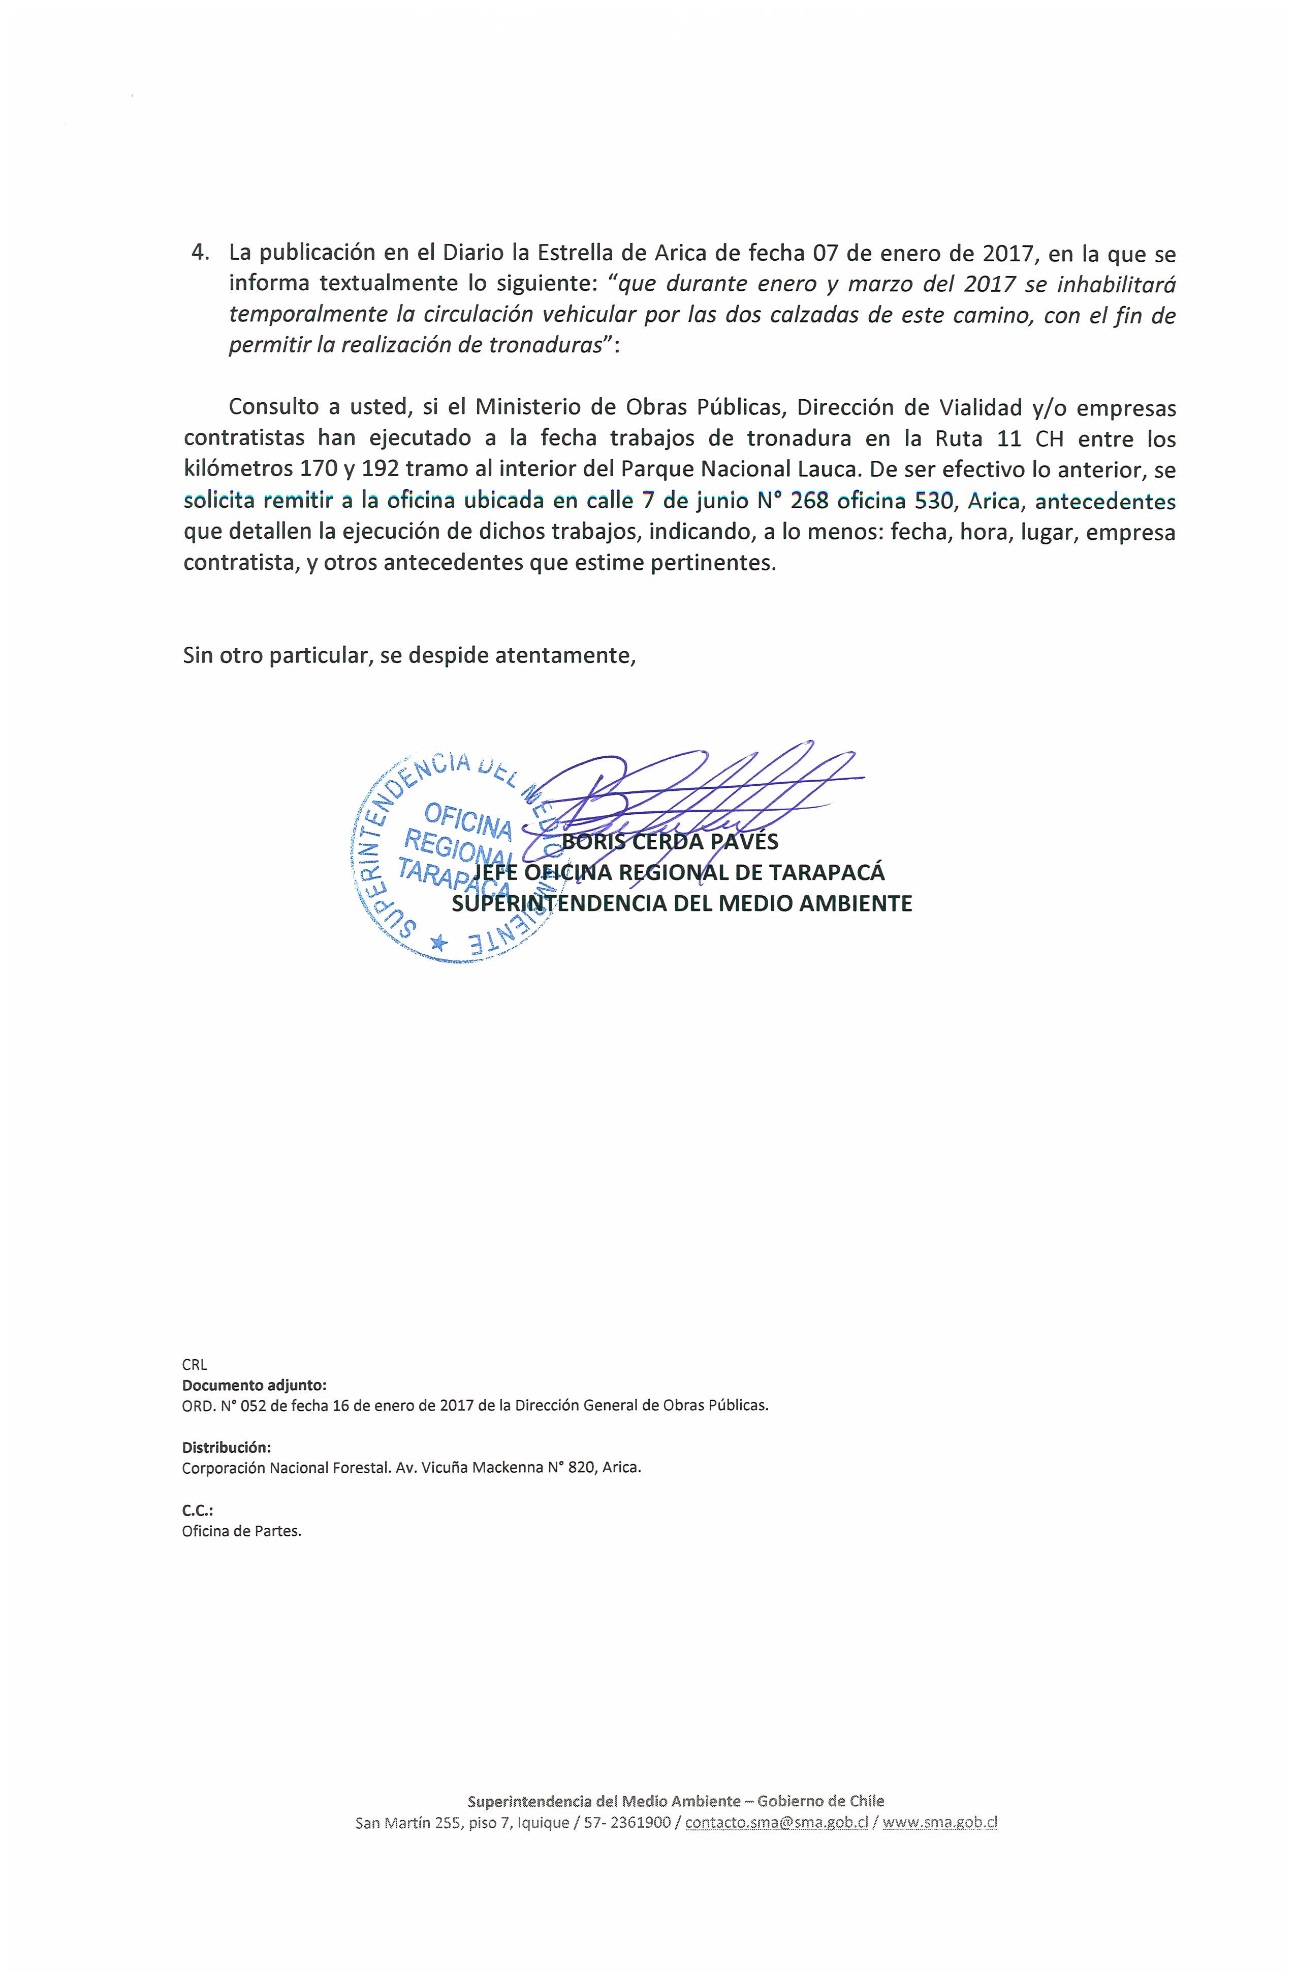 4. La publicación en el Diario la Estrella de Arica de fecha 07 de enero de 2017, en la que se
informa textualmente lo siguiente: "que durante enero y marzo del 2017 se inhabilitará
temporalmente la circulación vehicular por las dos calzadas de este camino, con el fin de
permitir la realización de tronaduras":
Consulto a usted, si el Ministerio de Obras Públicas, Dirección de Vialidad y/o empresas
contratistas han ejecutado a la fecha trabajos de tronadura en la Ruta 11 CH entre los
kilómetros 170 y 192 tramo al interior del Parque Nacional Lauca. De ser efectivo lo anterior, se
solicita remitir a la oficina ubicada en calle 7 de junio N° 268 oficina 530, Arica, antecedentes
que detallen la ejecución de dichos trabajos, indicando, a lo menos: fecha, hora, lugar, empresa
contratista, y otros antecedentes que estime pertinentes.
Sin otro particular, se despide atentamente,
SUPERINTENDENCIA DEL MEDIO AMBIENTE
OFICINA
REGIONAL
TARAPACA
BORIS CERDA PAVÉS
JEFE OFICINA REGIONAL DE TARAPACÁ
SUPERINTENDENCIA DEL MEDIO AMBIENTE
CRL
Documento adjunto:
ORD. N° 052 de fecha 16 de enero de 2017 de la Dirección General de Obras Públicas.
Distribución:
Corporación Nacional Forestal. Av. Vicuña Mackenna N° 820, Arica.
C.C.:
Oficina de Partes.
Superintendencia del Medio Ambiente – Gobierno de Chile
San Martín 255, piso 7, Iquique / 57- 2361900 / contacto.sma@sma.gob.cl / www.sma.gob.cl